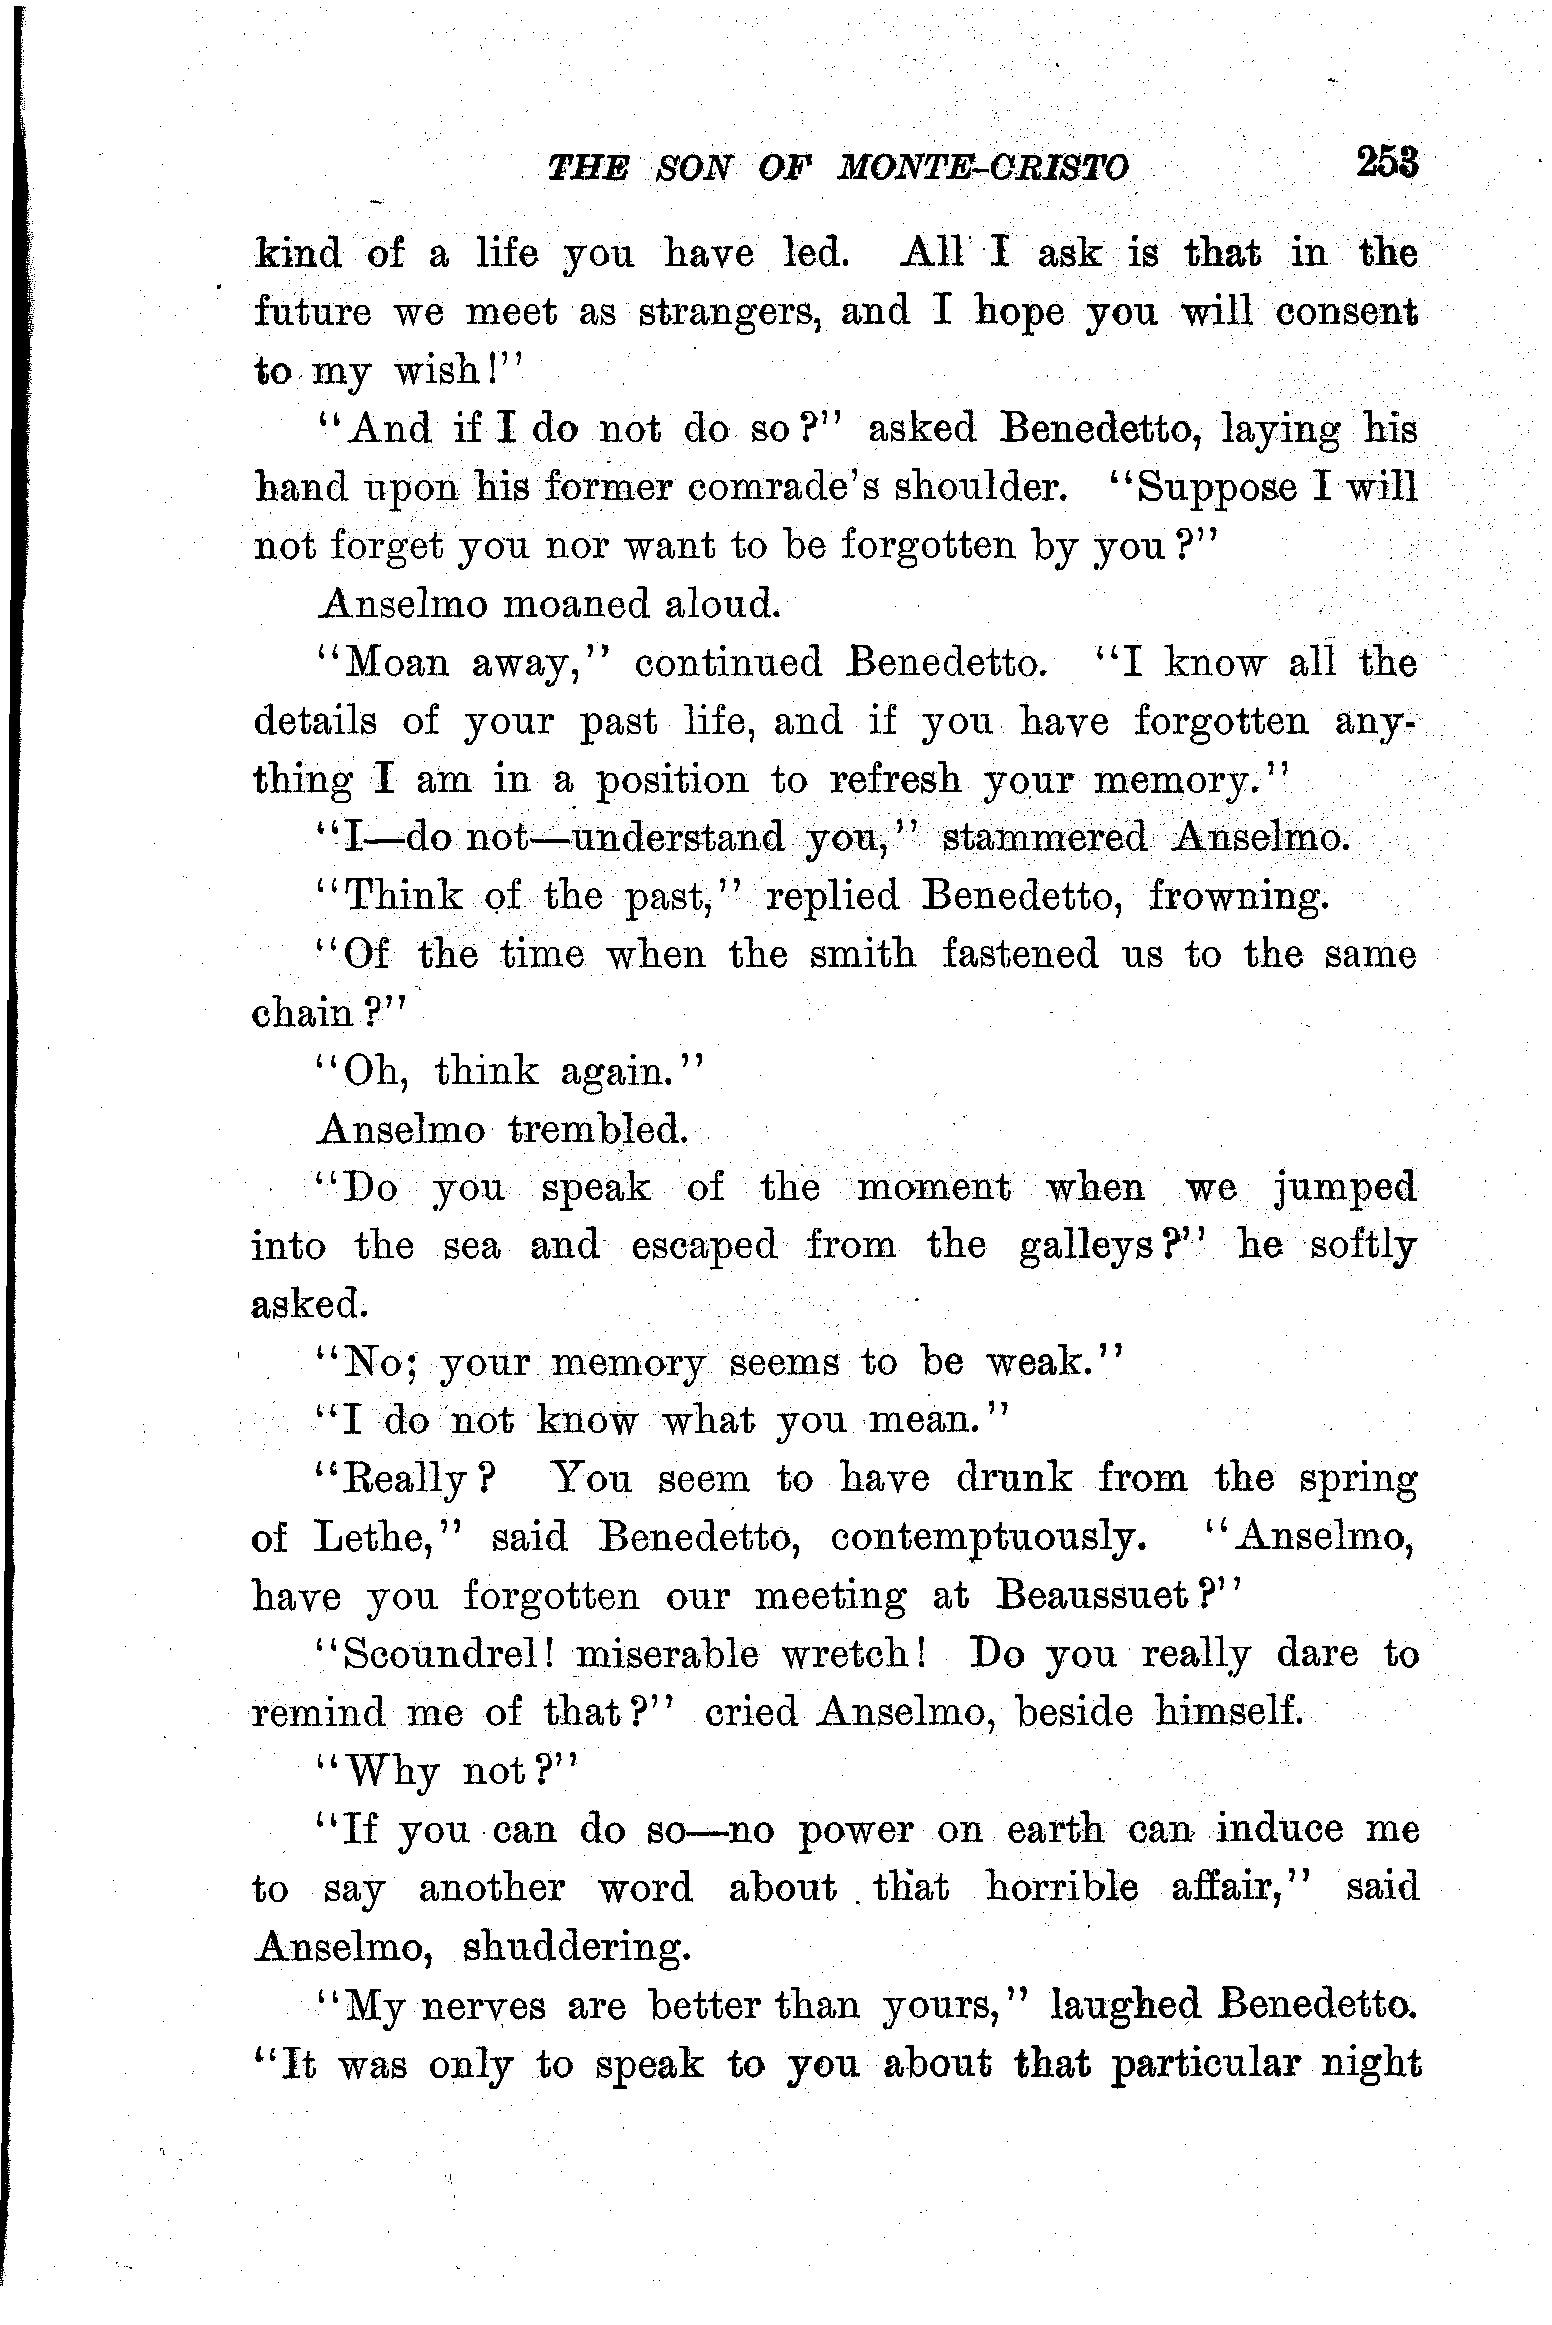 THE SON OF MONTE-CRISTO 253
kind of a life you have led. All I ask is that in the
future we meet as strangers, and I hope you will consent
to my wish!"
"And if I do not do so?" asked Benedetto, laying his
hand upon his former comrade's shoulder. "Suppose I will
not forget you nor want to be forgotten by you?"
Anselmo moaned aloud.
"Moan away," continued Benedetto. "I know all the
details of your past life, and if you have forgotten any-
thing I am in a position to refresh your memory."
"I—do not—understand you," stammered Anselmo.
"Think of the past," replied Benedetto, frowning.
"Of the time when the smith fastened us to the same
chain?"
"Oh, think again."
Anselmo trembled.
"Do you speak of the moment when we jumped
into the sea and escaped from the galleys?" he softly
asked.
"No; your memory seems to be weak."
"I do not know what you mean."
"Really? You seem to have drunk from the spring
of Lethe," said Benedetto, contemptuously. "Anselmo,
have you forgotten our meeting at Beaussuet?"
"Scoundrel! miserable wretch! Do you really dare to
remind me of that?" cried Anselmo, beside himself.
"Why not?"
"If you can do so—no power on earth can induce me
to say another word about that horrible affair," said
Anselmo, shuddering.
"My nerves are better than yours," laughed Benedetto.
"It was only to speak to you about that particular night